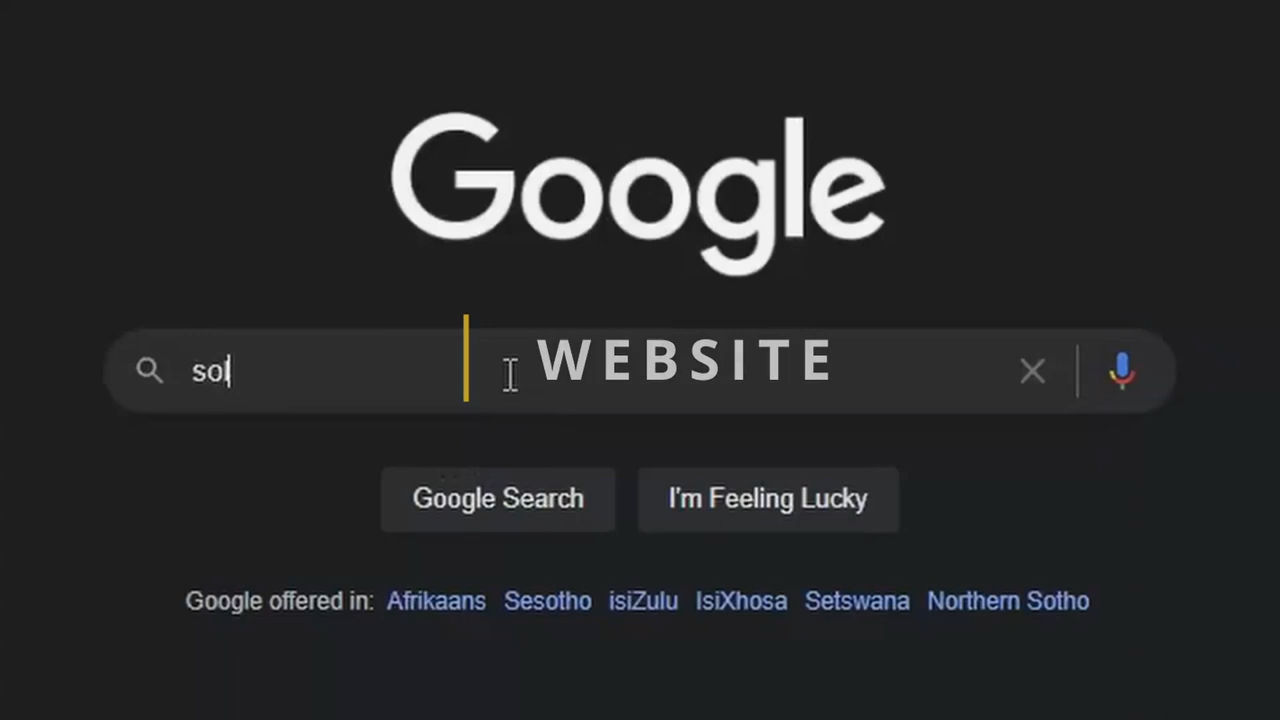 Google
sol
WEBSITE
Google Search
I'm Feeling Lucky
Google offered in: Afrikaans Sesotho isiZulu IsiXhosa Setswana Northern Sotho